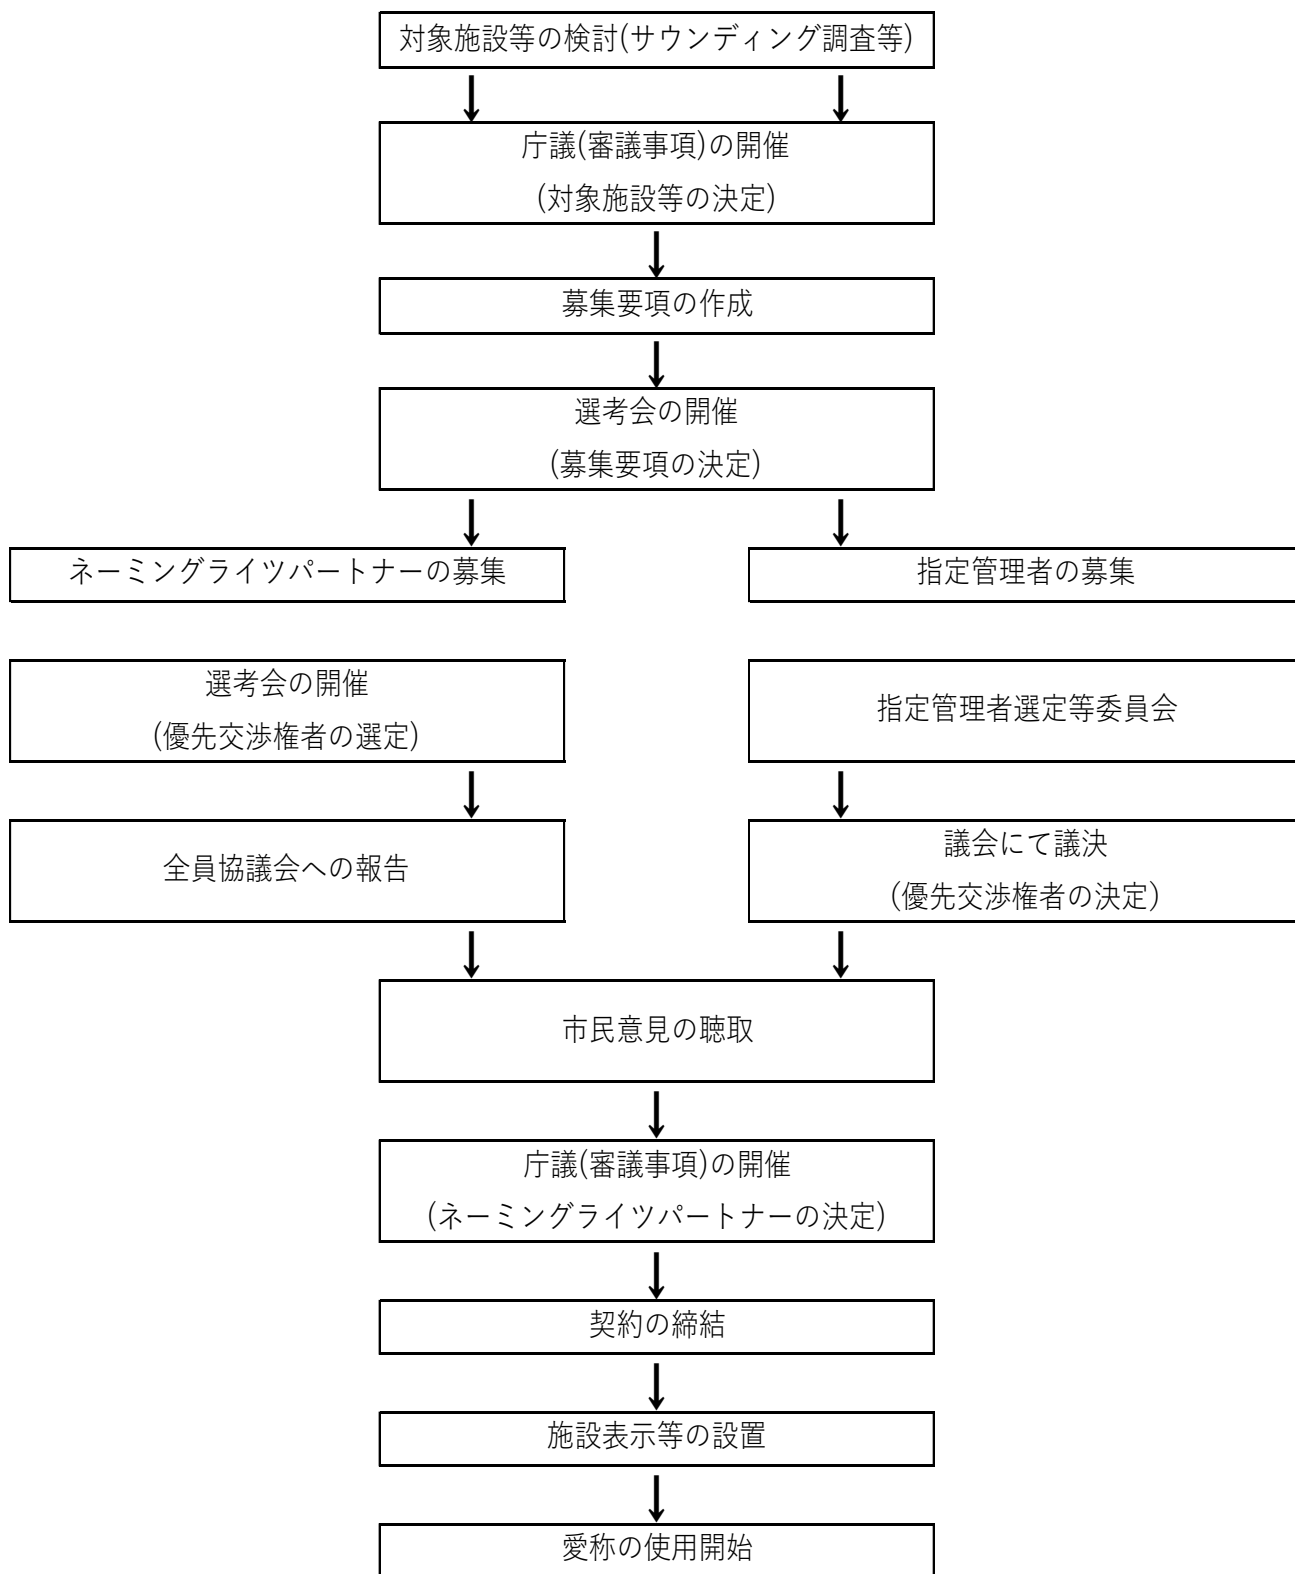 対象施設等の検討(サウンディング調査等)
庁議(審議事項)の開催
(対象施設等の決定)
募集要項の作成
選考会の開催
(募集要項の決定)
ネーミングライツパートナーの募集
指定管理者の募集
選考会の開催
(優先交渉権者の選定)
指定管理者選定等委員会
全員協議会への報告
議会にて議決
(優先交渉権者の決定)
市民意見の聴取
庁議(審議事項)の開催
(ネーミングライツパートナーの決定)
契約の締結
施設表示等の設置
愛称の使用開始